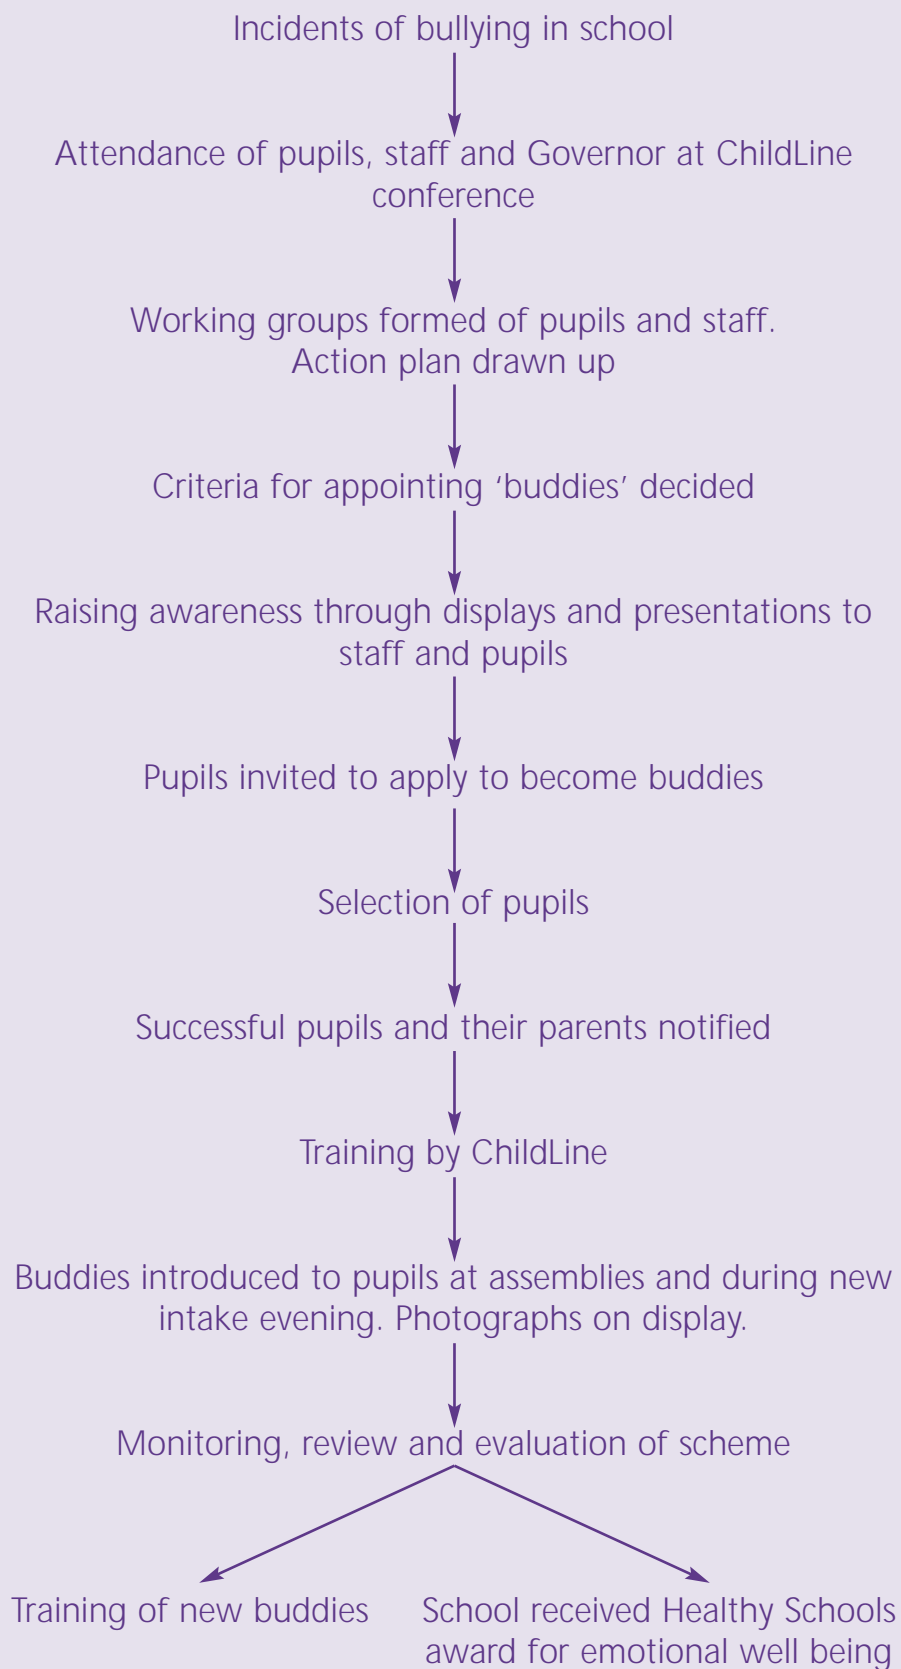 Incidents of bullying in school
Attendance of pupils, staff and Governor at ChildLine
conference
Working groups formed of pupils and staff.
Action plan drawn up
Criteria for appointing ‘buddies’ decided
Raising awareness through displays and presentations to
staff and pupils
Pupils invited to apply to become buddies
Selection of pupils
Successful pupils and their parents notified
Training by ChildLine
Buddies introduced to pupils at assemblies and during new
intake evening. Photographs on display.
Monitoring, review and evaluation of scheme
Training of new buddies
School received Healthy Schools
award for emotional well being